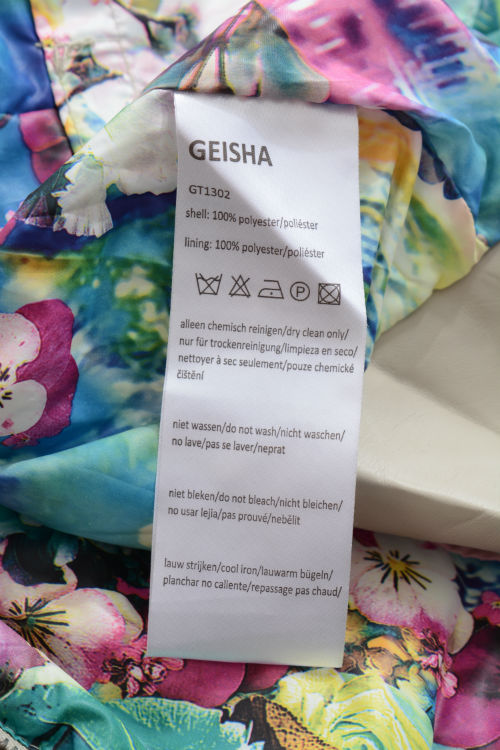 GEISHA
GT1302
shell: 100% polyester/poliéster
lining: 100% polyester/poliéster
P
alleen chemisch reinigen/dry clean only/
nur für trockenreinigung/limpieza en seco/
nettoyer à sec seulement/pouze chemické
čištění
niet wassen/do not wash/nicht waschen/
no lave/pas se laver/neprat
niet bleken/do not bleach/nicht bleichen/
no usar lejia/pas prouvé/nebělit
lauw strijken/cool iron/lauwarm bügeln/
planchar no caliente/repassage pas chaud/